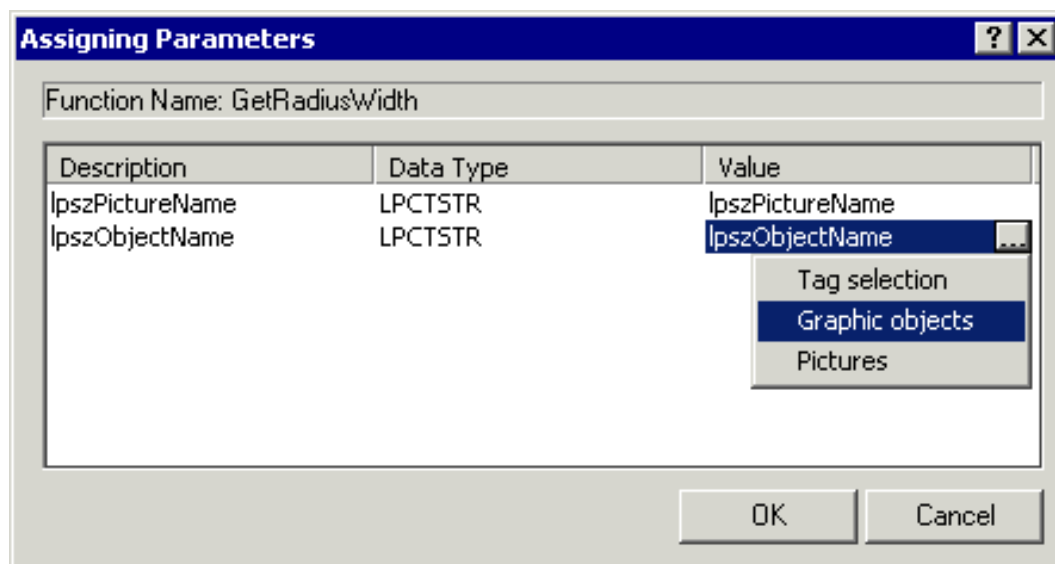 Assigning Parameters
Function Name: GetRadiusWidth
Description Data Type Value
lpszPictureName LPCTSTR lpszPictureName
lpszObjectName LPCTSTR lpszObjectName ...
Tag selection
Graphic objects
Pictures
OK Cancel